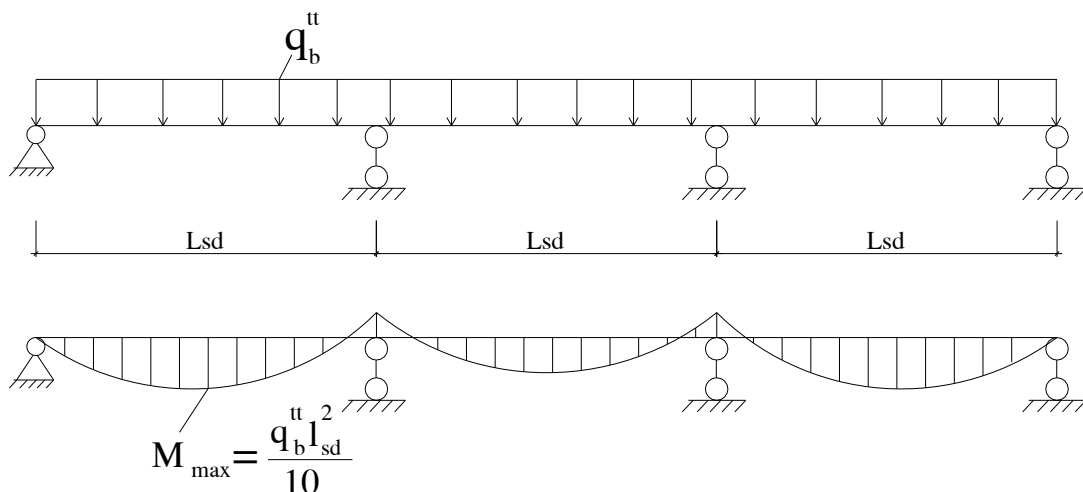 q_b^tt
Lsd Lsd Lsd
M_max = q_b^tt l_sd^2 / 10